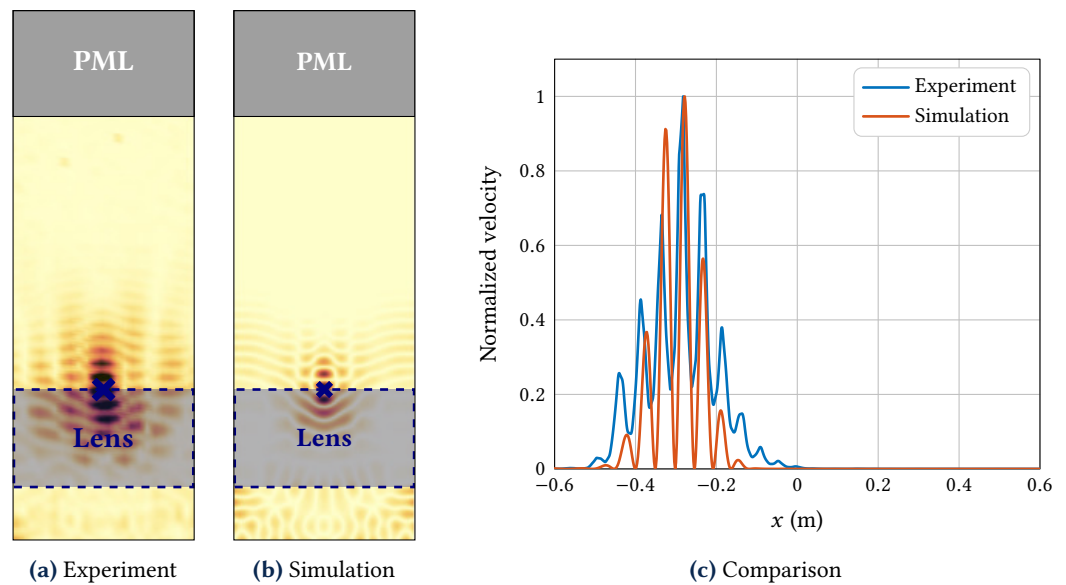 PML
PML
Lens
Lens
(a) Experiment
(b) Simulation
Normalized velocity
1
0.8
0.6
0.4
0.2
0
−0.6
−0.4
−0.2
0
0.2
0.4
0.6
x (m)
Experiment
Simulation
(c) Comparison